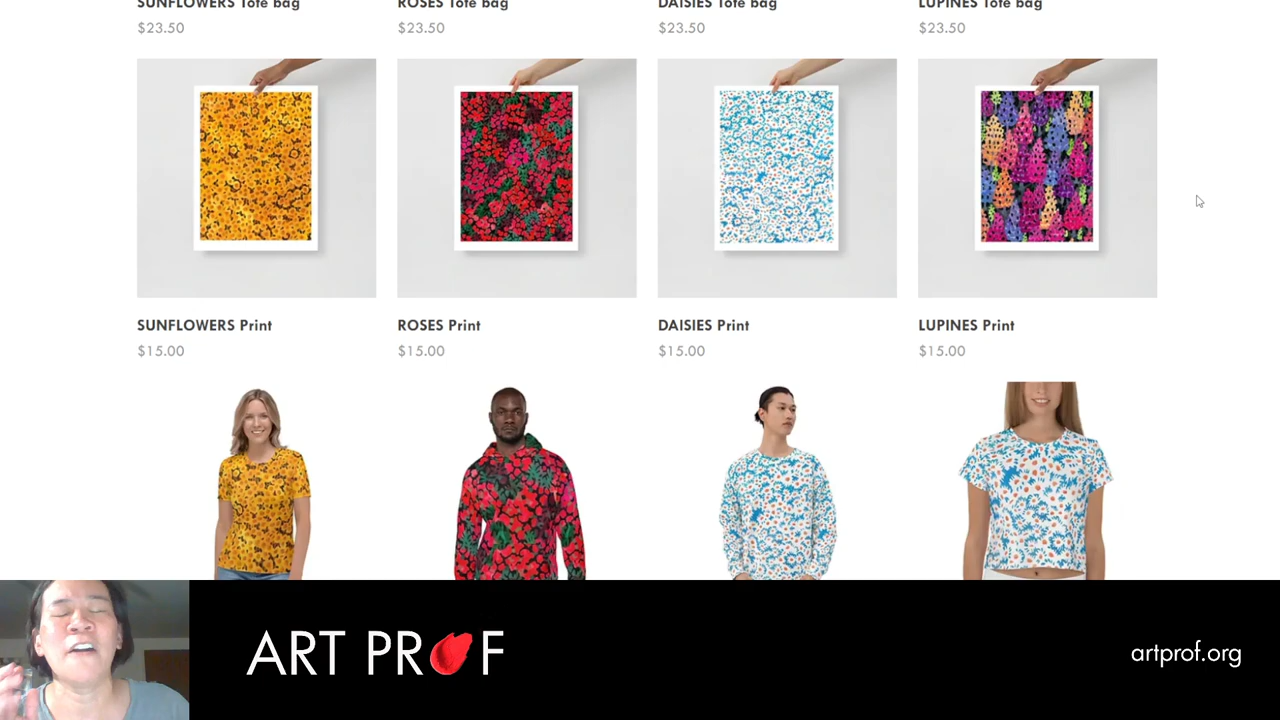 SUNFLOWERS Tote bag
ROSES Tote bag
DAISIES Tote bag
LUPINES Tote bag
$23.50
$23.50
$23.50
$23.50
SUNFLOWERS Print
ROSES Print
DAISIES Print
LUPINES Print
$15.00
$15.00
$15.00
$15.00
ART PROF
artprof.org